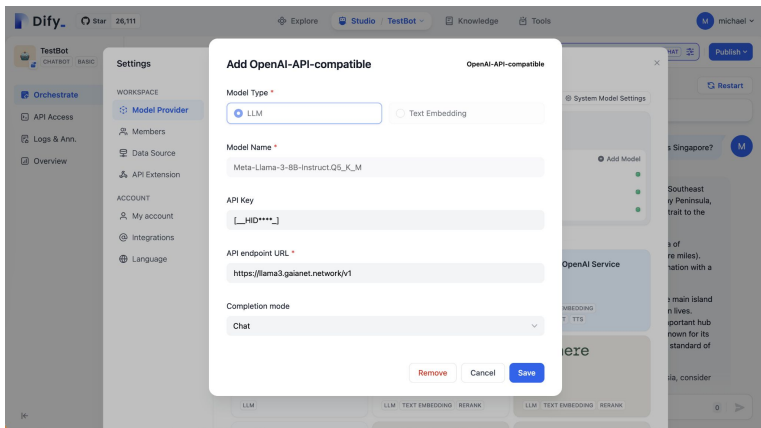 Dify_
Star 26,111
Explore
Studio / TestBot
Knowledge
Tools
M michael
TestBot
CHATBOT BASIC
Orchestrate
API Access
Logs & Ann.
Overview
Settings
WORKSPACE
Model Provider
Members
Data Source
API Extension
ACCOUNT
My account
Integrations
Language
Add OpenAI-API-compatible
OpenAI-API-compatible
Model Type *
LLM
Text Embedding
Model Name *
Meta-Llama-3-8B-Instruct.Q5_K_M
API Key
[__HID****_]
API endpoint URL *
https://llama3.gaianet.network/v1
Completion mode
Chat
Remove
Cancel
Save
System Model Settings
Add Model
OpenAI Service
TTS
LLM
LLM TEXT EMBEDDING RERANK
LLM TEXT EMBEDDING RERANK
Publish
Restart
Singapore?
M
Southeast
Peninsula,
trait to the
of
miles).
nation with a
main island
lives.
portant hub
nown for its
standard of
consider
0